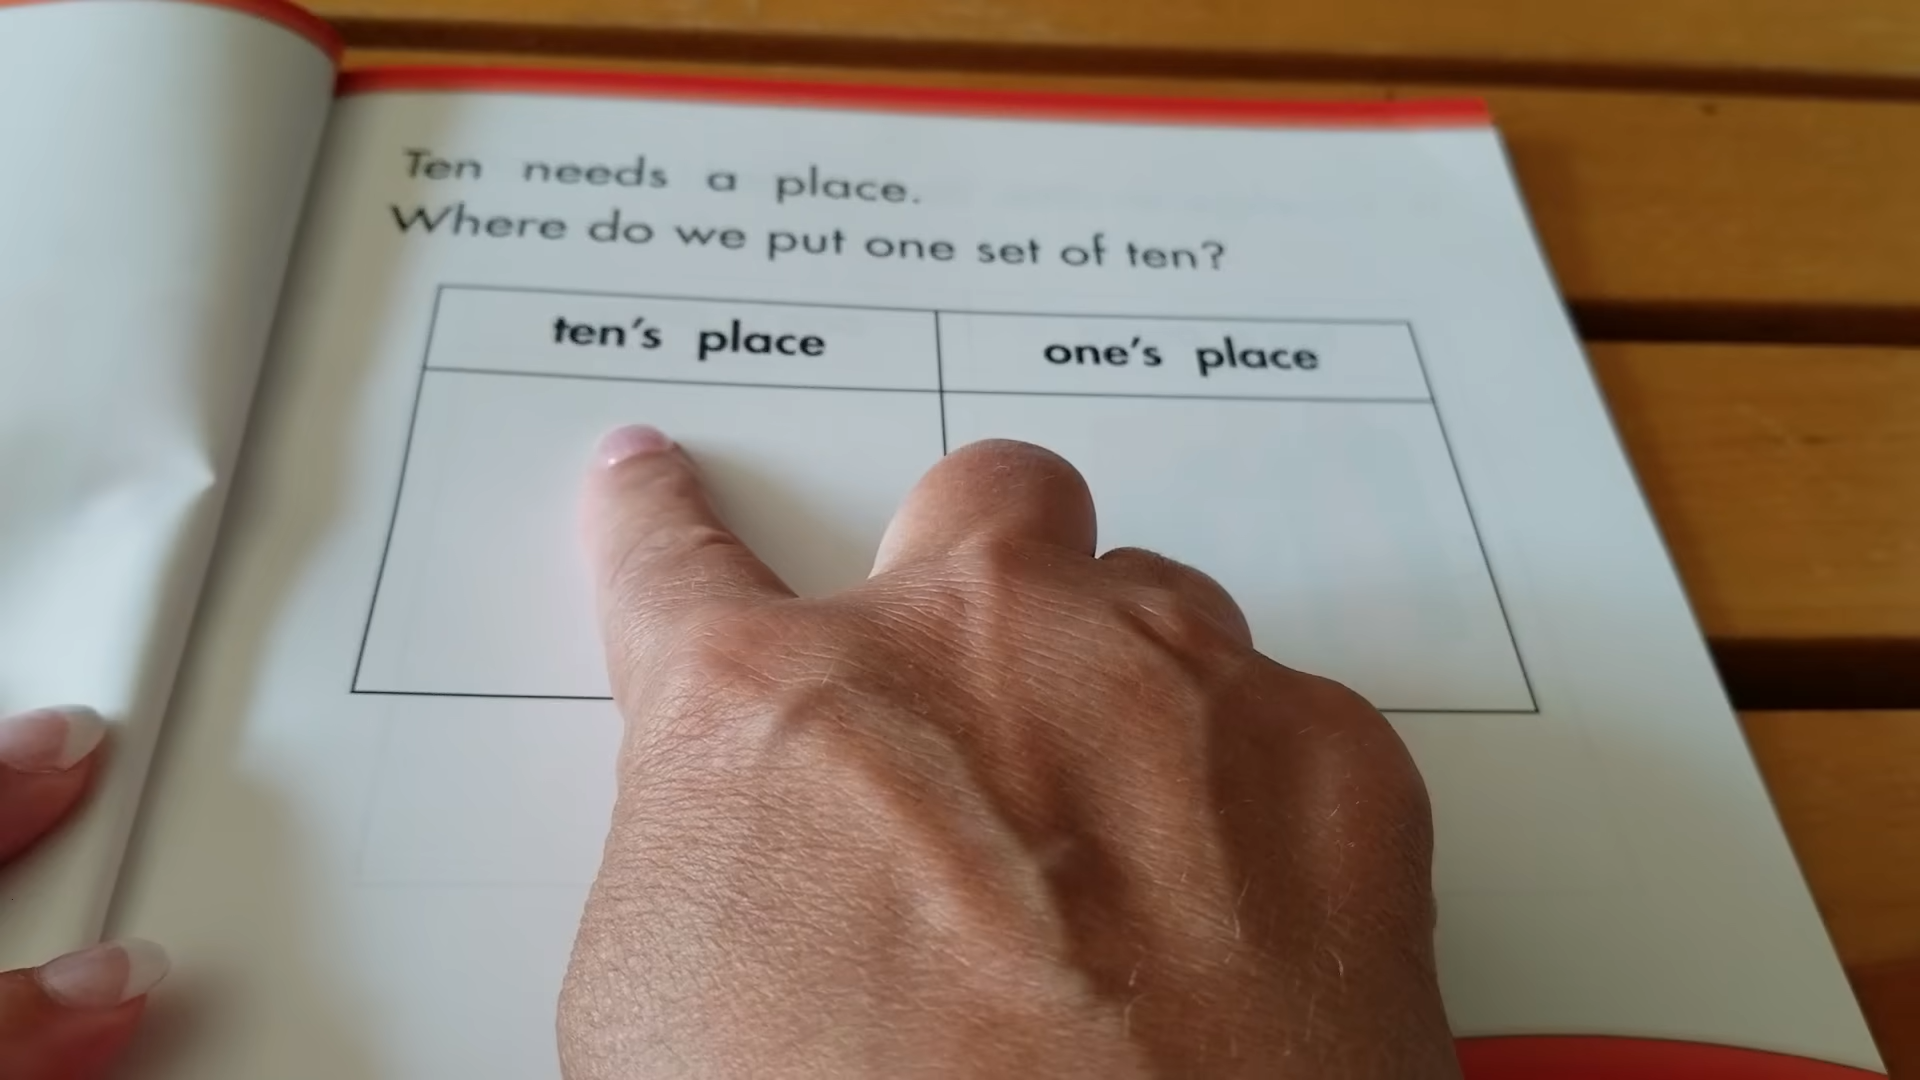 Ten needs a place.
Where do we put one set of ten?
ten's place
one's place